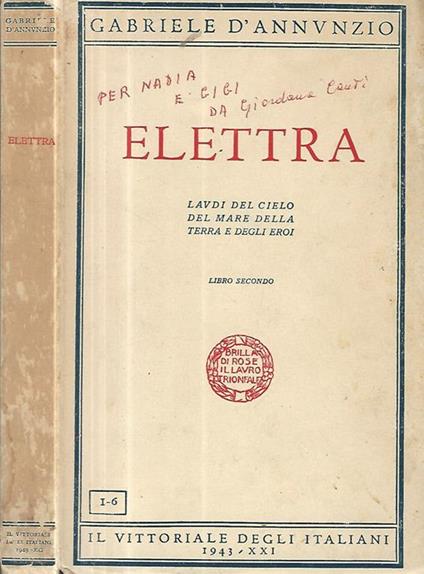 GABRIELE
D'ANNVNZIO
ELETTRA
IL VITTORIALE
DEGLI ITALIANI
1943-XXI
GABRIELE D'ANNVNZIO
PER NADIA
E GIGI
DA Giordana
ELETTRA
LAVDI DEL CIELO
DEL MARE DELLA
TERRA E DEGLI EROI
LIBRO SECONDO
BRILLA
DI ROSE
IL LAVRO
TRIONFALE
I-6
IL VITTORIALE DEGLI ITALIANI
1943-XXI